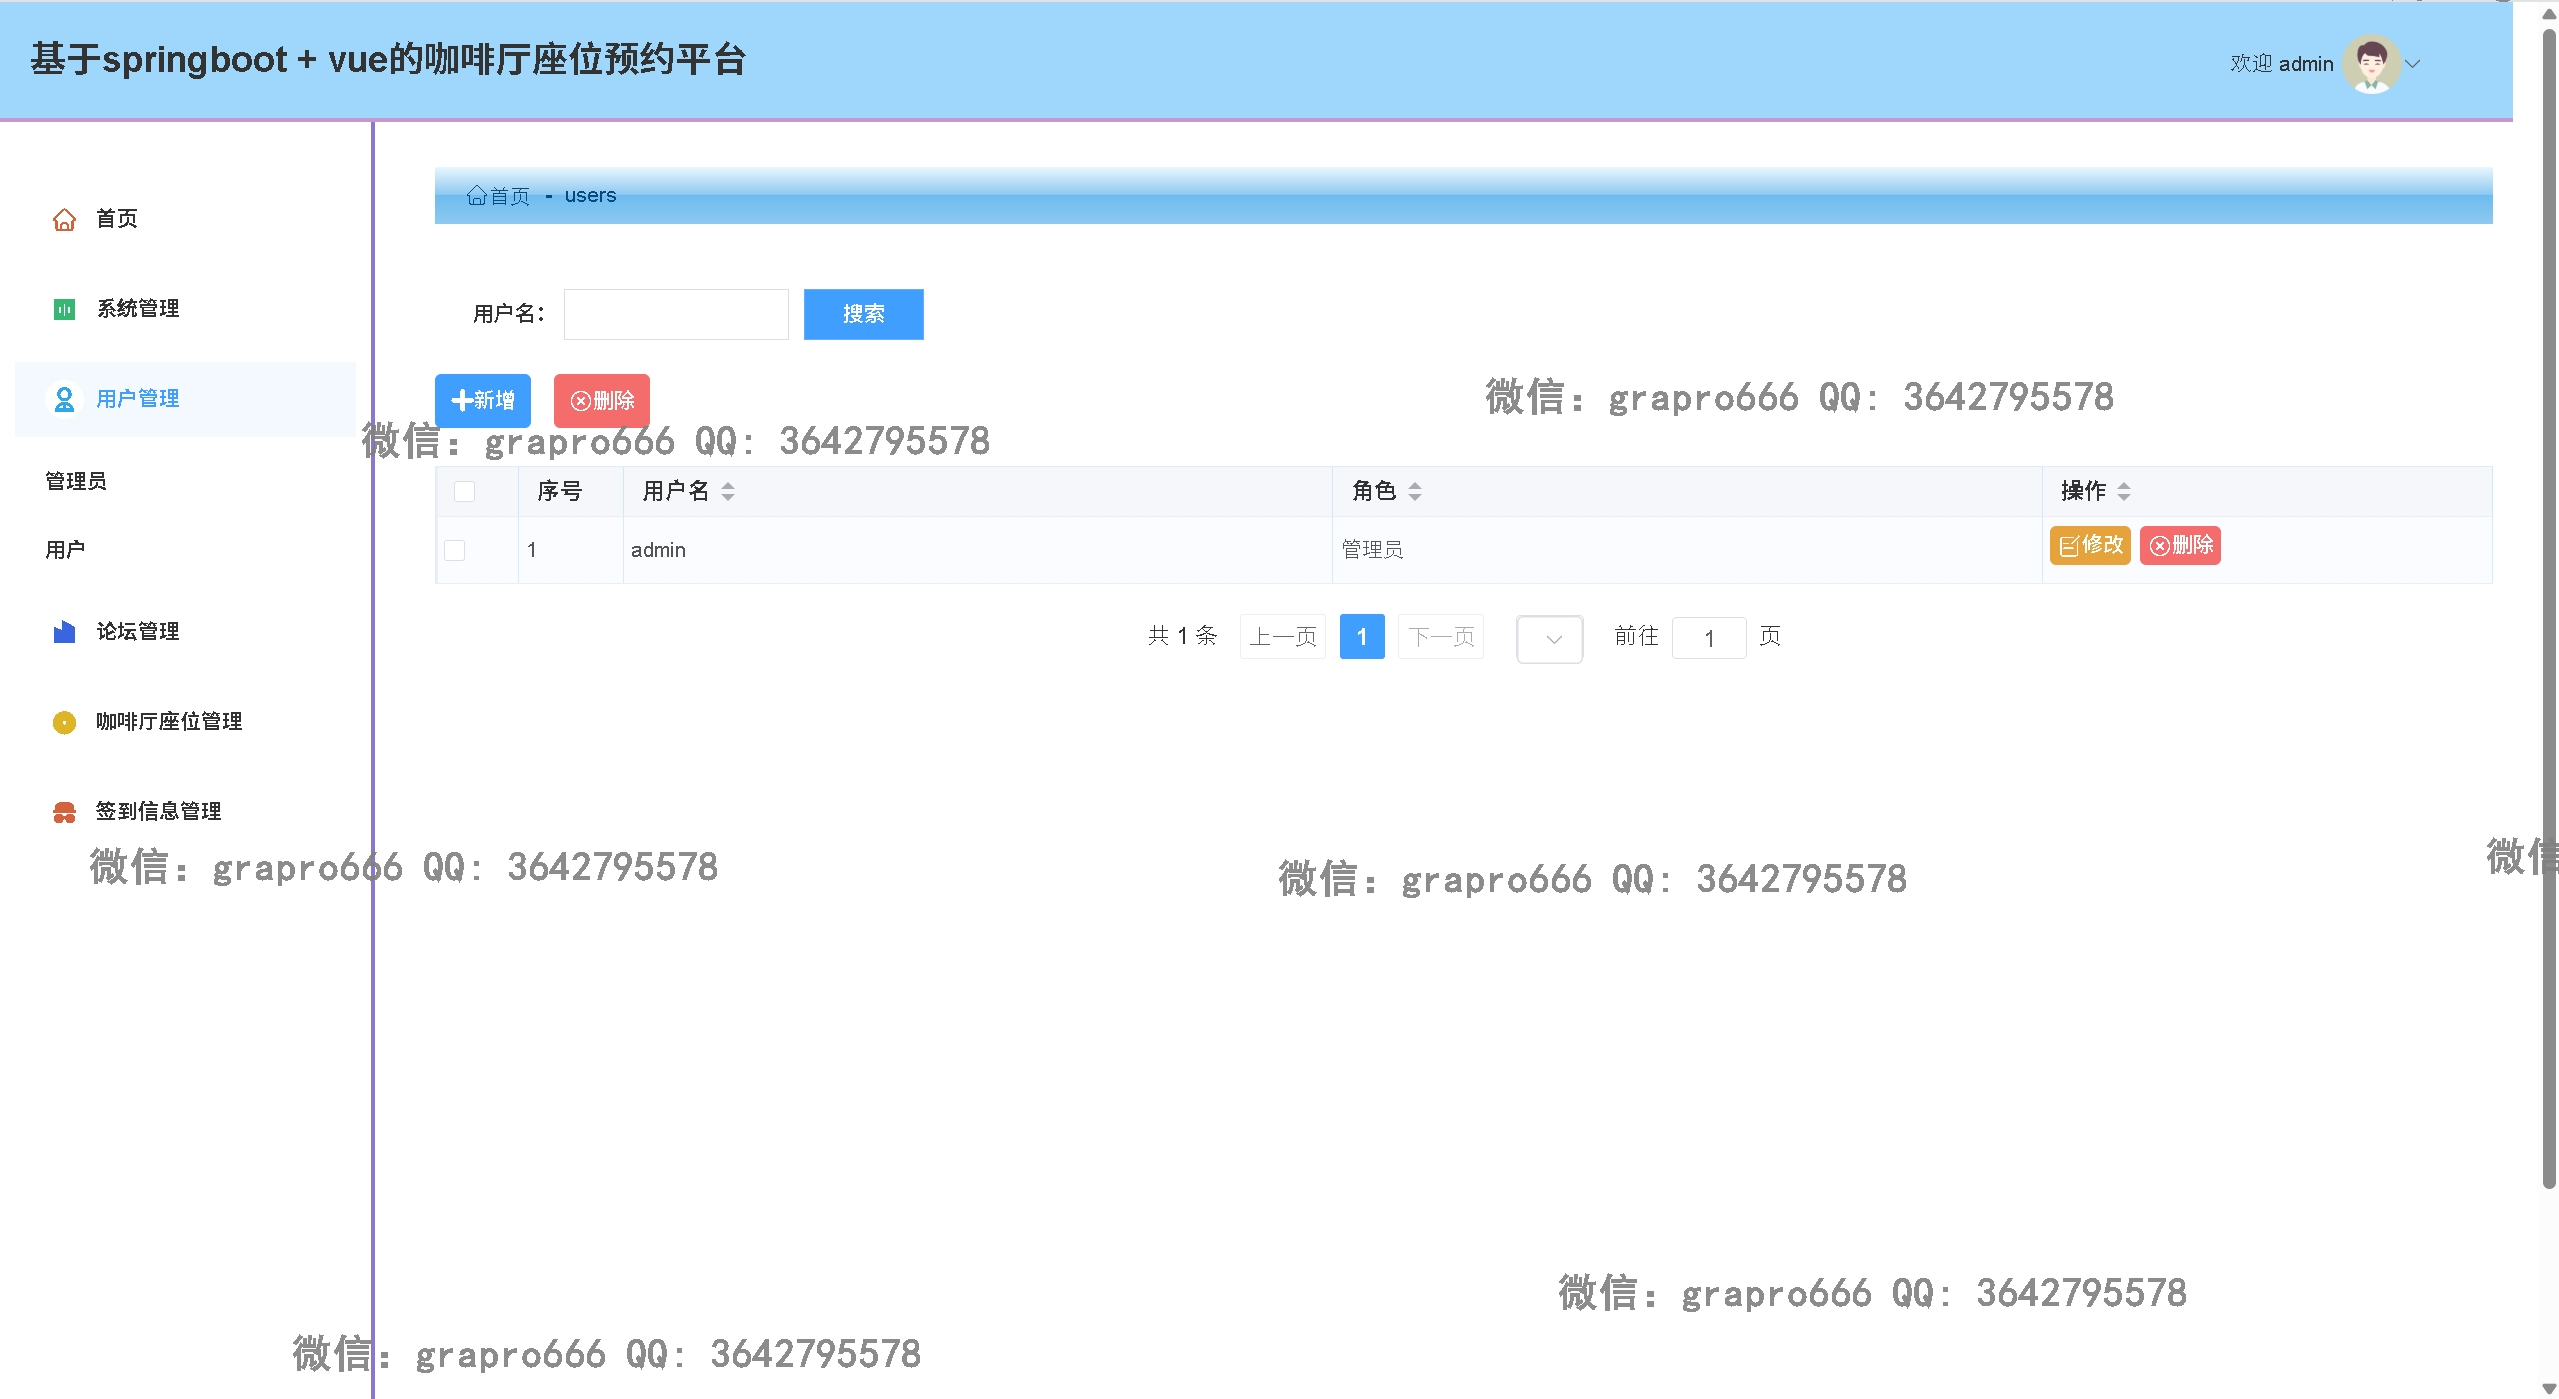 基于springboot + vue的咖啡厅座位预约平台
欢迎 admin
首页 - users
首页
系统管理
用户管理
管理员
用户
论坛管理
咖啡厅座位管理
签到信息管理
用户名： 搜索
新增 删除
微信：grapro666 QQ：3642795578
微信：grapro666 QQ：3642795578
序号 用户名 角色 操作
1 admin 管理员 修改 删除
共 1 条 上一页 1 下一页 前往 1 页
微信：grapro666 QQ：3642795578
微信：grapro666 QQ：3642795578
微信
微信：grapro666 QQ：3642795578
微信：grapro666 QQ：3642795578